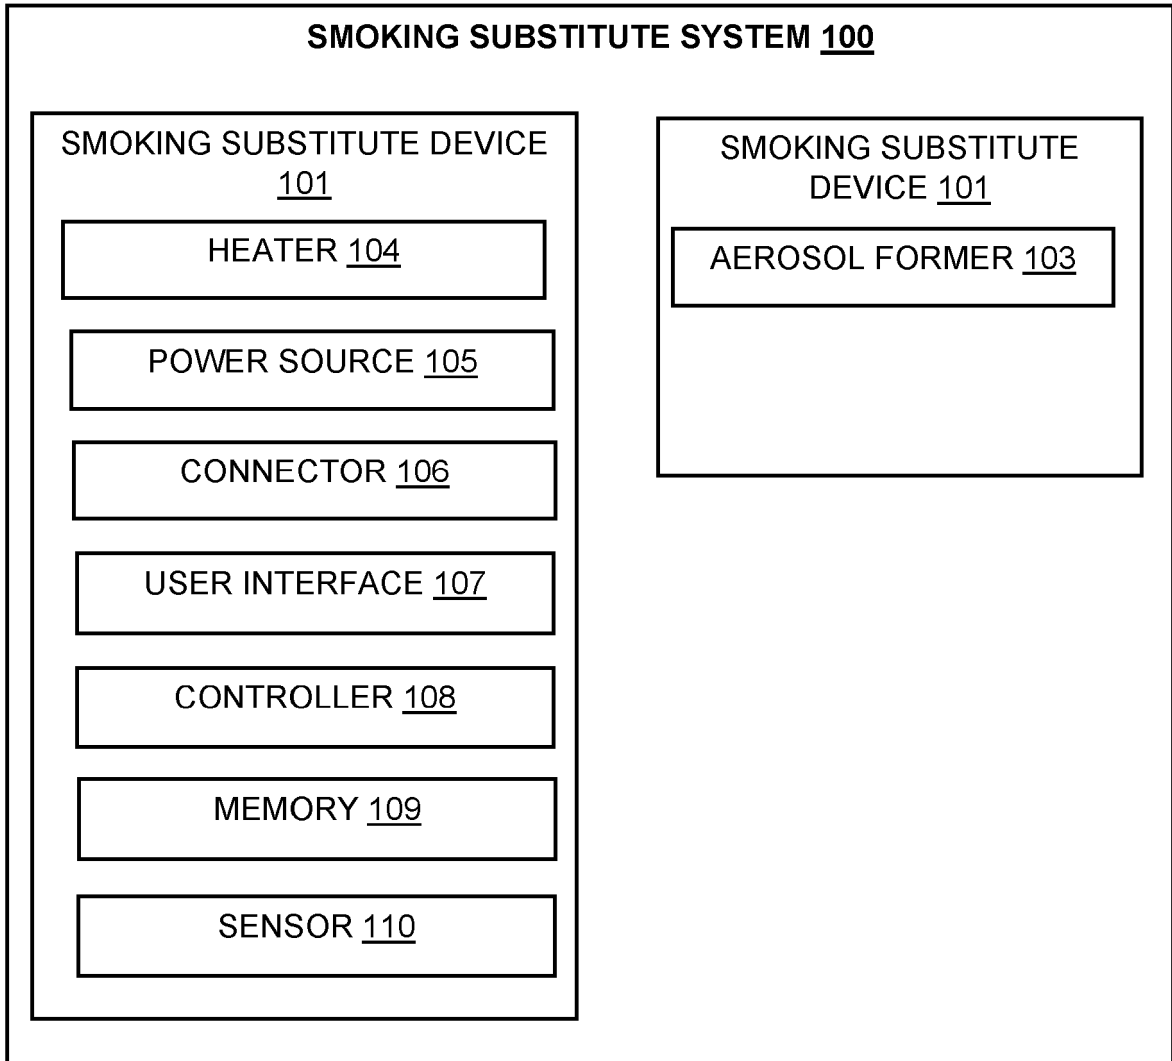 SMOKING SUBSTITUTE SYSTEM 100
SMOKING SUBSTITUTE DEVICE
101
HEATER 104
POWER SOURCE 105
CONNECTOR 106
USER INTERFACE 107
CONTROLLER 108
MEMORY 109
SENSOR 110
SMOKING SUBSTITUTE
DEVICE 101
AEROSOL FORMER 103